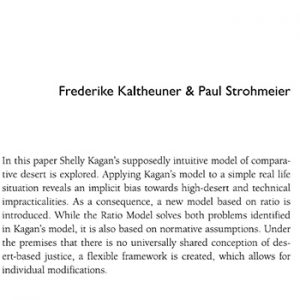 Frederike Kaltheuner & Paul Strohmeier
In this paper Shelly Kagan's supposedly intuitive model of compara-
tive desert is explored. Applying Kagan's model to a simple real life
situation reveals an implicit bias towards high-desert and technical
impracticalities. As a consequence, a new model based on ratio is
introduced. While the Ratio Model solves both problems identified
in Kagan's model, it is also based on normative assumptions. Under
the premises that there is no universally shared conception of des-
ert-based justice, a flexible framework is created, which allows for
individual modifications.